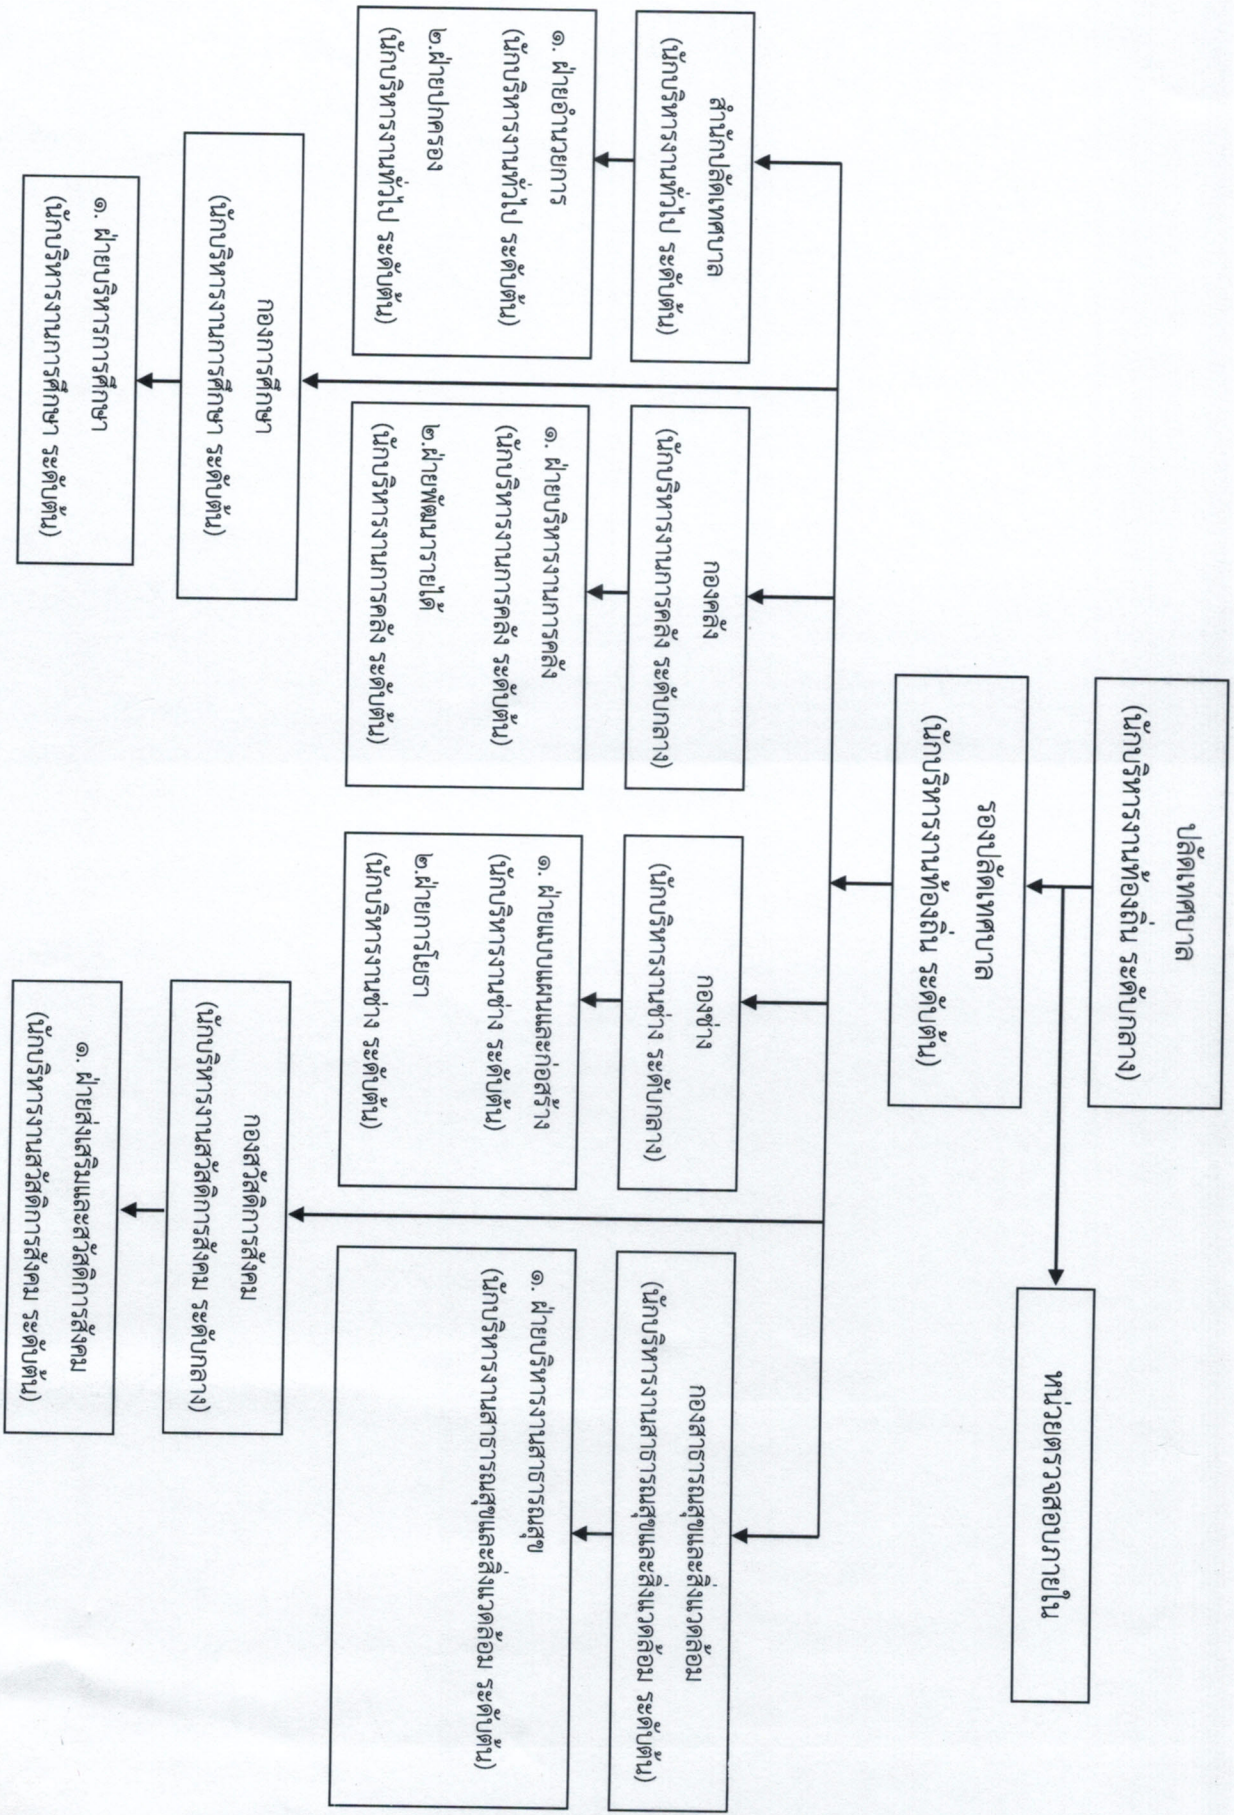 ปลัดเทศบาล
(นักบริหารงานท้องถิ่น ระดับกลาง)
หน่วยตรวจสอบภายใน
รองปลัดเทศบาล
(นักบริหารงานท้องถิ่น ระดับต้น)
สำนักปลัดเทศบาล
(นักบริหารงานทั่วไป ระดับต้น)
กองคลัง
(นักบริหารงานการคลัง ระดับกลาง)
กองช่าง
(นักบริหารงานช่าง ระดับกลาง)
กองสาธารณสุขและสิ่งแวดล้อม
(นักบริหารงานสาธารณสุขและสิ่งแวดล้อม ระดับต้น)
๑. ฝ่ายอำนวยการ
(นักบริหารงานทั่วไป ระดับต้น)
๒.ฝ่ายปกครอง
(นักบริหารงานทั่วไป ระดับต้น)
๑. ฝ่ายบริหารงานการคลัง
(นักบริหารงานการคลัง ระดับต้น)
๒.ฝ่ายพัฒนารายได้
(นักบริหารงานการคลัง ระดับต้น)
๑. ฝ่ายแบบแผนและก่อสร้าง
(นักบริหารงานช่าง ระดับต้น)
๒.ฝ่ายการโยธา
(นักบริหารงานช่าง ระดับต้น)
๑. ฝ่ายบริหารงานสาธารณสุข
(นักบริหารงานสาธารณสุขและสิ่งแวดล้อม ระดับต้น)
กองการศึกษา
(นักบริหารงานการศึกษา ระดับต้น)
กองสวัสดิการสังคม
(นักบริหารงานสวัสดิการสังคม ระดับกลาง)
๑. ฝ่ายบริหารการศึกษา
(นักบริหารงานการศึกษา ระดับต้น)
๑. ฝ่ายส่งเสริมและสวัสดิการสังคม
(นักบริหารงานสวัสดิการสังคม ระดับต้น)